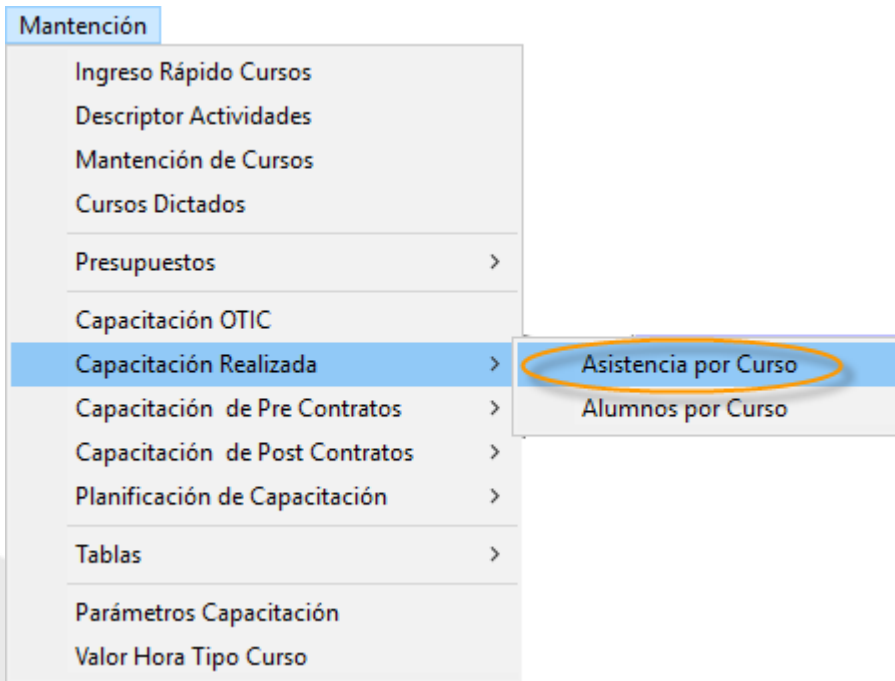 Mantención
Ingreso Rápido Cursos
Descriptor Actividades
Mantención de Cursos
Cursos Dictados
Presupuestos
Capacitación OTIC
Capacitación Realizada
Asistencia por Curso
Alumnos por Curso
Capacitación  de Pre Contratos
Capacitación  de Post Contratos
Planificación de Capacitación
Tablas
Parámetros Capacitación
Valor Hora Tipo Curso